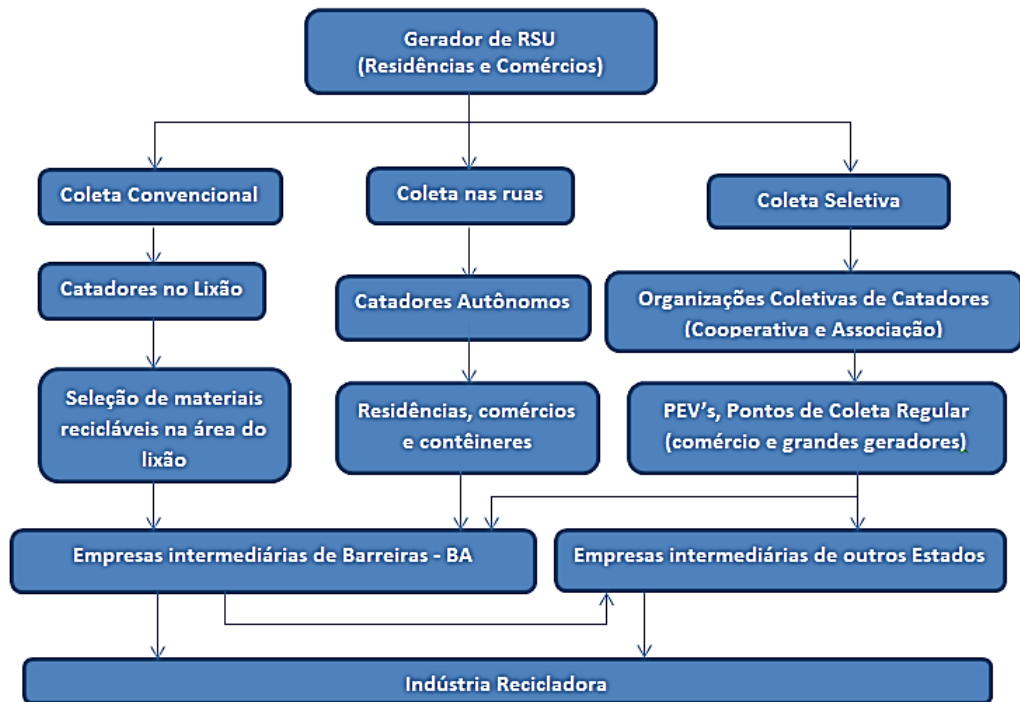 Gerador de RSU
(Residências e Comércios)
Coleta Convencional
Coleta nas ruas
Coleta Seletiva
Catadores no Lixão
Catadores Autônomos
Organizações Coletivas de Catadores
(Cooperativa e Associação)
Seleção de materiais
recicláveis na área do
lixão
Residências, comércios
e contêineres
PEV's, Pontos de Coleta Regular
(comércio e grandes geradores)
Empresas intermediárias de Barreiras - BA
Empresas intermediárias de outros Estados
Indústria Recicladora